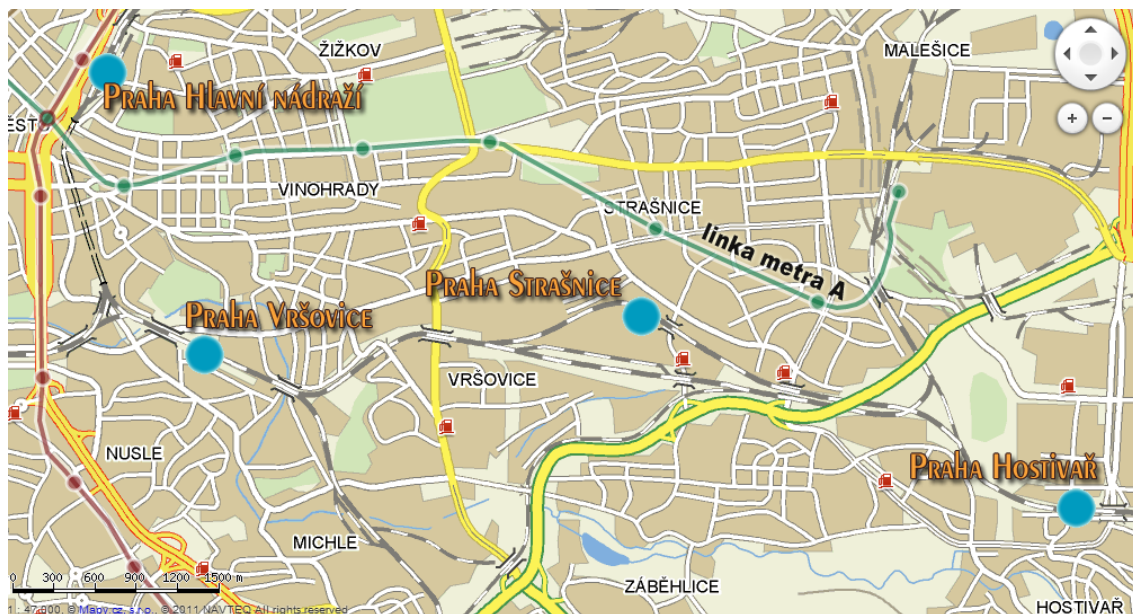 ŽIŽKOV
MALEŠICE
Praha Hlavní nádraží
ĚST
VINOHRADY
STRAŠNICE
linka metra A
Praha Strašnice
Praha Vršovice
VRŠOVICE
NUSLE
Praha Hostivař
MICHLE
ZÁBĚHLICE
0 300 600 900 1200 1500 m
1 : 47 800, © Mapy.cz, s.r.o., © 2011 NAVTEQ All rights reserved
HOSTIVAŘ